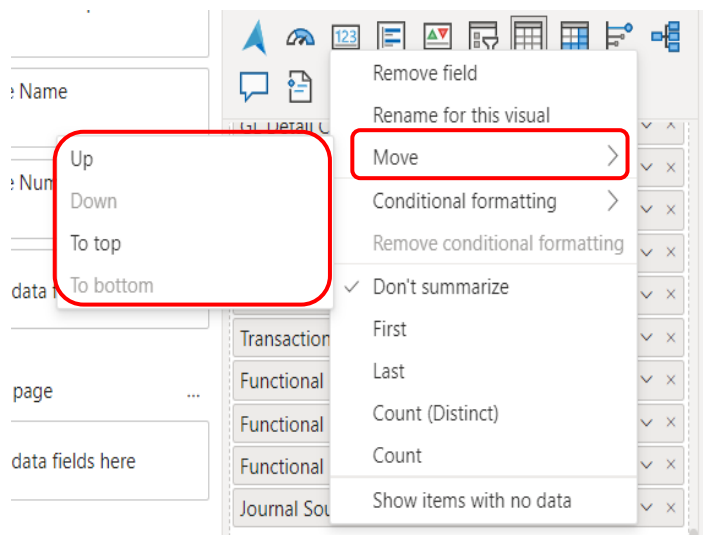 123
Name
Remove field
Rename for this visual
GL Detail
Up
Move
Num
Down
Conditional formatting
To top
Remove conditional formatting
data
To bottom
Don't summarize
Transaction
First
page
...
Functional
Last
Functional
Count (Distinct)
data fields here
Functional
Count
Journal Sou
Show items with no data